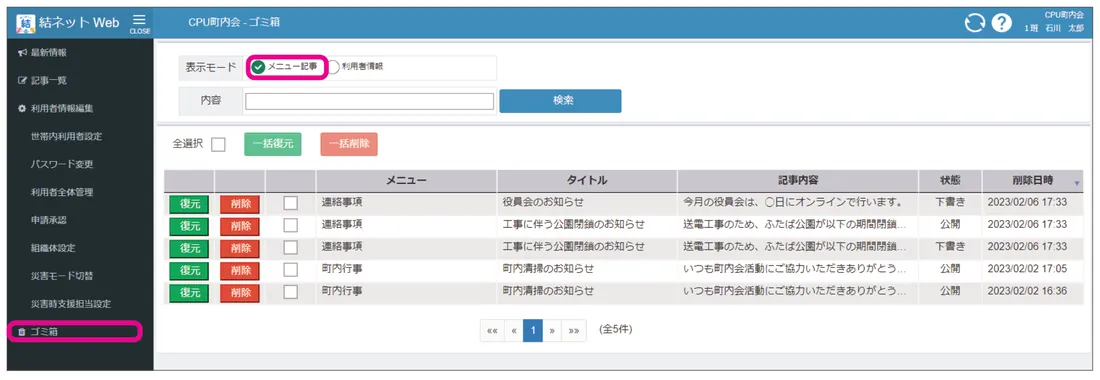 結 結ネット Web CLOSE CPU町内会 - ゴミ箱 ? CPU町内会
1班 石川 太郎
最新情報
記事一覧
利用者情報編集
世帯内利用者設定
パスワード変更
利用者全体管理
申請承認
組織体設定
災害モード切替
災害時支援担当設定
ゴミ箱
表示モード メニュー記事 利用者情報
内容 検索
全選択 一括復元 一括削除
メニュー タイトル 記事内容 状態 削除日時
復元 削除 連絡事項 役員会のお知らせ 今月の役員会は、〇日にオンラインで行います。 下書き 2023/02/06 17:33
復元 削除 連絡事項 工事に伴う公園閉鎖のお知らせ 送電工事のため、ふたば公園が以下の期間閉鎖... 公開 2023/02/06 17:33
復元 削除 連絡事項 工事に伴う公園閉鎖のお知らせ 送電工事のため、ふたば公園が以下の期間閉鎖... 下書き 2023/02/06 17:33
復元 削除 町内行事 町内清掃のお知らせ いつも町内会活動にご協力いただきありがとう... 公開 2023/02/02 17:05
復元 削除 町内行事 町内清掃のお知らせ いつも町内会活動にご協力いただきありがとう... 公開 2023/02/02 16:36
«« « 1 » »» (全5件)